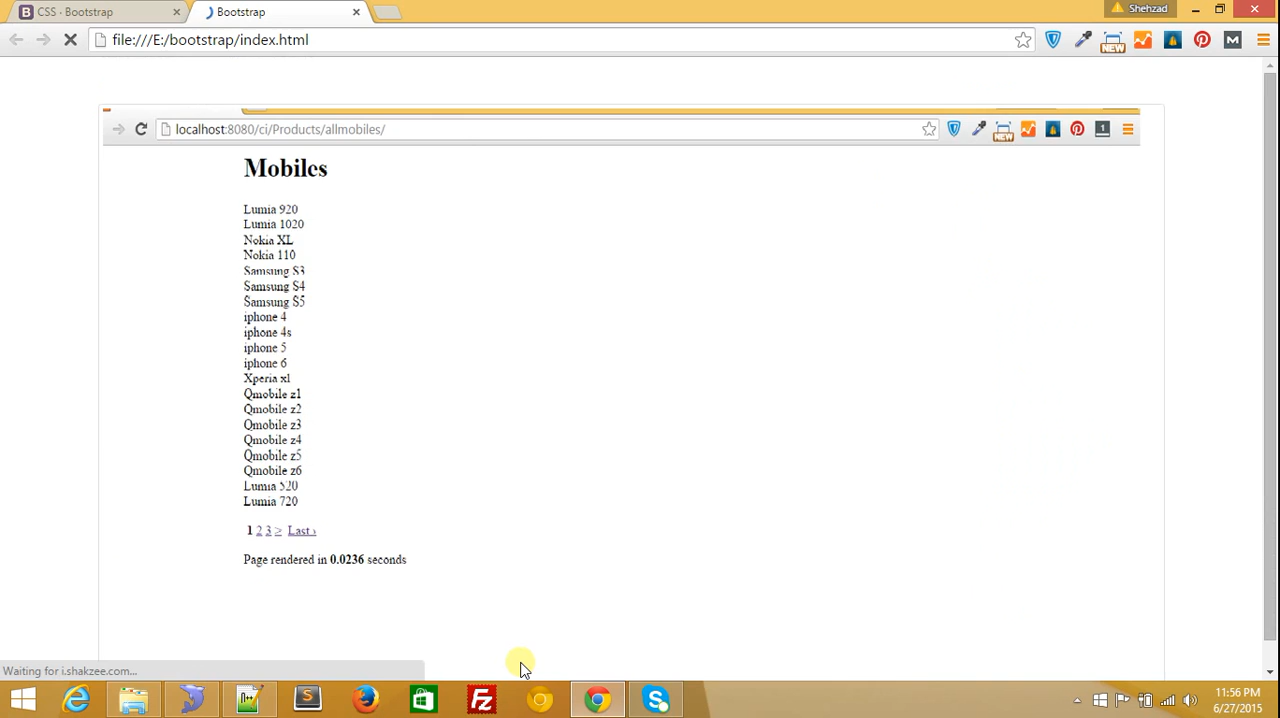 CSS · Bootstrap
Bootstrap
Shehzad
file:///E:/bootstrap/index.html
NEW
M
localhost:8080/ci/Products/allmobiles/
NEW
1
Mobiles
Lumia 920
Lumia 1020
Nokia XL
Nokia 110
Samsung S3
Samsung S4
Samsung S5
iphone 4
iphone 4s
iphone 5
iphone 6
Xperia xl
Qmobile z1
Qmobile z2
Qmobile z3
Qmobile z4
Qmobile z5
Qmobile z6
Lumia 520
Lumia 720
1 2 3 > Last ›
Page rendered in 0.0236 seconds
Waiting for i.shakzee.com...
11:56 PM
6/27/2015